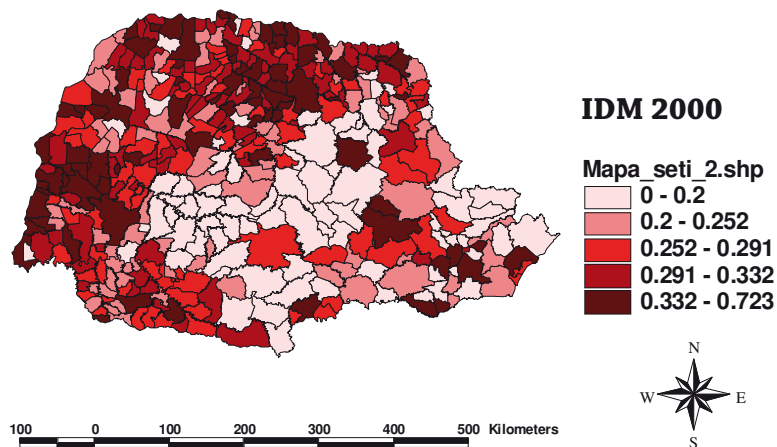 IDM 2000
Mapa_seti_2.shp
0 - 0.2
0.2 - 0.252
0.252 - 0.291
0.291 - 0.332
0.332 - 0.723
N
W E
S
100 0 100 200 300 400 500 Kilometers